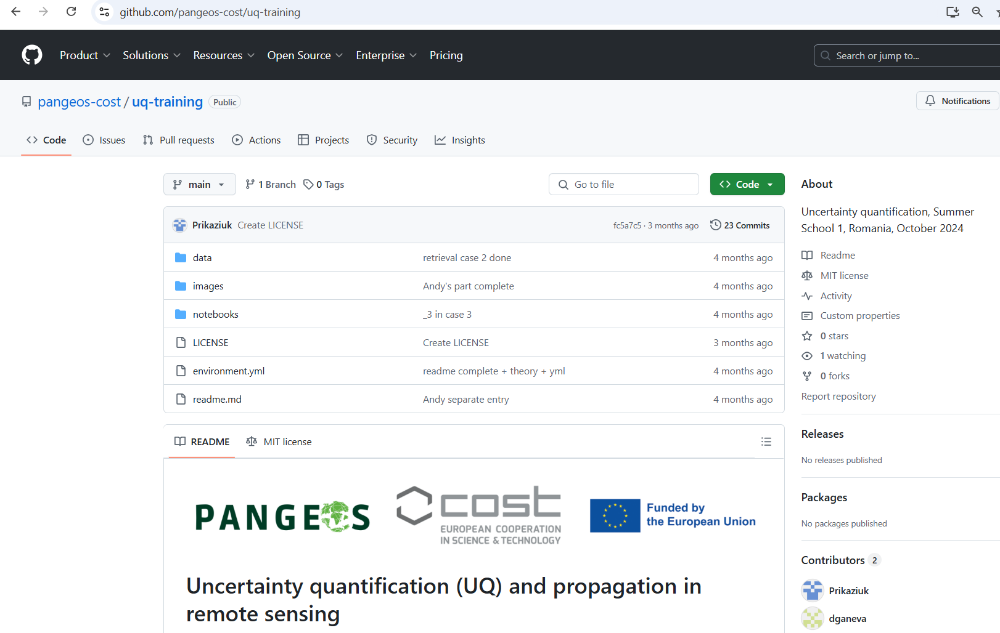 github.com/pangeos-cost/uq-training
Product Solutions Resources Open Source Enterprise Pricing
Search or jump to...
pangeos-cost / uq-training Public
Notifications
Code Issues Pull requests Actions Projects Security Insights
main 1 Branch 0 Tags
Go to file
Code
Prikaziuk Create LICENSE fc5a7c5 · 3 months ago 23 Commits
data retrieval case 2 done 4 months ago
images Andy's part complete 4 months ago
notebooks _3 in case 3 4 months ago
LICENSE Create LICENSE 3 months ago
environment.yml readme complete + theory + yml 4 months ago
readme.md Andy separate entry 4 months ago
README MIT license
PANGEOS
cost
EUROPEAN COOPERATION
IN SCIENCE & TECHNOLOGY
Funded by
the European Union
Uncertainty quantification (UQ) and propagation in
remote sensing
About
Uncertainty quantification, Summer
School 1, Romania, October 2024
Readme
MIT license
Activity
Custom properties
0 stars
1 watching
0 forks
Report repository
Releases
No releases published
Packages
No packages published
Contributors 2
Prikaziuk
dganeva